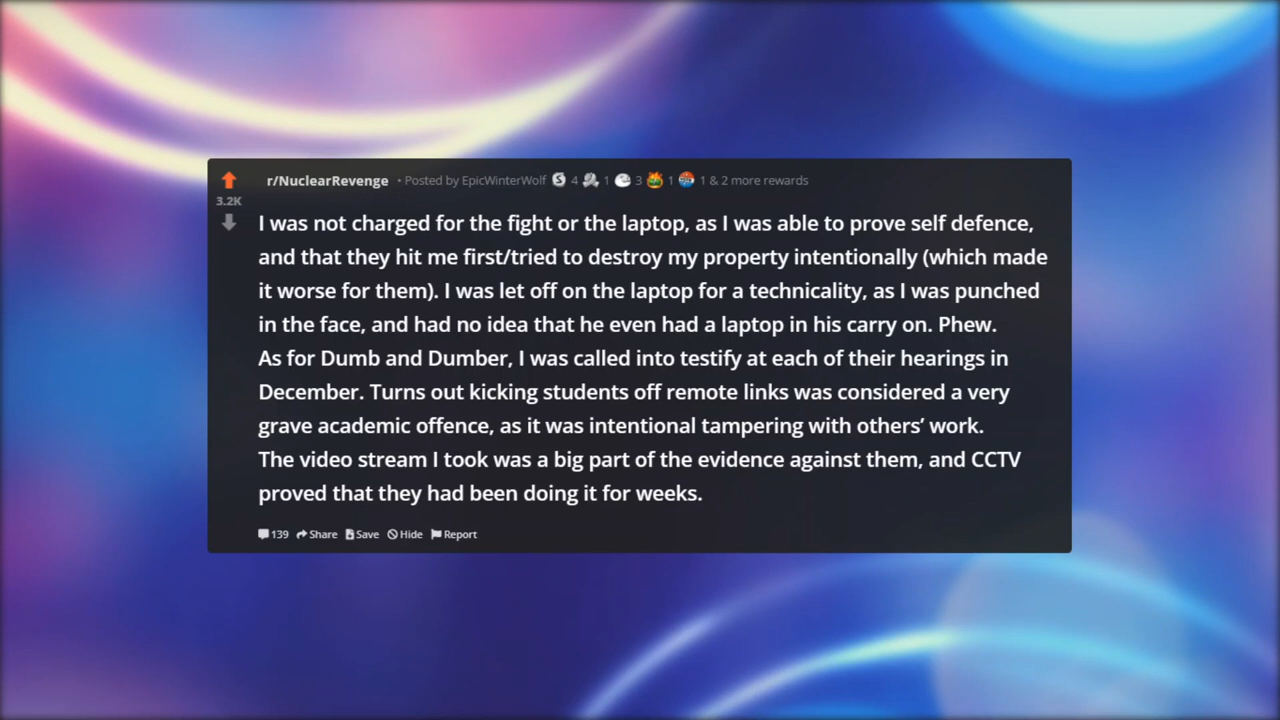 r/NuclearRevenge • Posted by EpicWinterWolf 4 1 3 1 1 & 2 more rewards
3.2K
I was not charged for the fight or the laptop, as I was able to prove self defence,
and that they hit me first/tried to destroy my property intentionally (which made
it worse for them). I was let off on the laptop for a technicality, as I was punched
in the face, and had no idea that he even had a laptop in his carry on. Phew.
As for Dumb and Dumber, I was called into testify at each of their hearings in
December. Turns out kicking students off remote links was considered a very
grave academic offence, as it was intentional tampering with others’ work.
The video stream I took was a big part of the evidence against them, and CCTV
proved that they had been doing it for weeks.
139 Share Save Hide Report